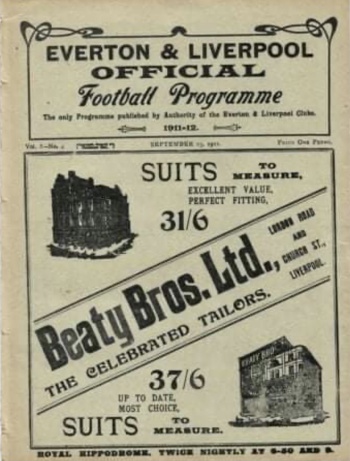 EVERTON & LIVERPOOL
OFFICIAL
Football Programme
The only Programme published by Authority of the Everton & Liverpool Clubs.
1911-12.
SEPTEMBER 1911. PRICE ONE PENNY.
SUITS TO
MEASURE,
EXCELLENT VALUE,
PERFECT FITTING,
31/6
Beaty Bros. Ltd.,
LONDON ROAD
AND
CHURCH ST.,
LIVERPOOL.
THE CELEBRATED TAILORS.
BEATY BROS
37/6
UP TO DATE,
MOST CHOICE,
SUITS TO
MEASURE.
ROYAL HIPPODROME. TWICE NIGHTLY AT 6-50 AND 9.